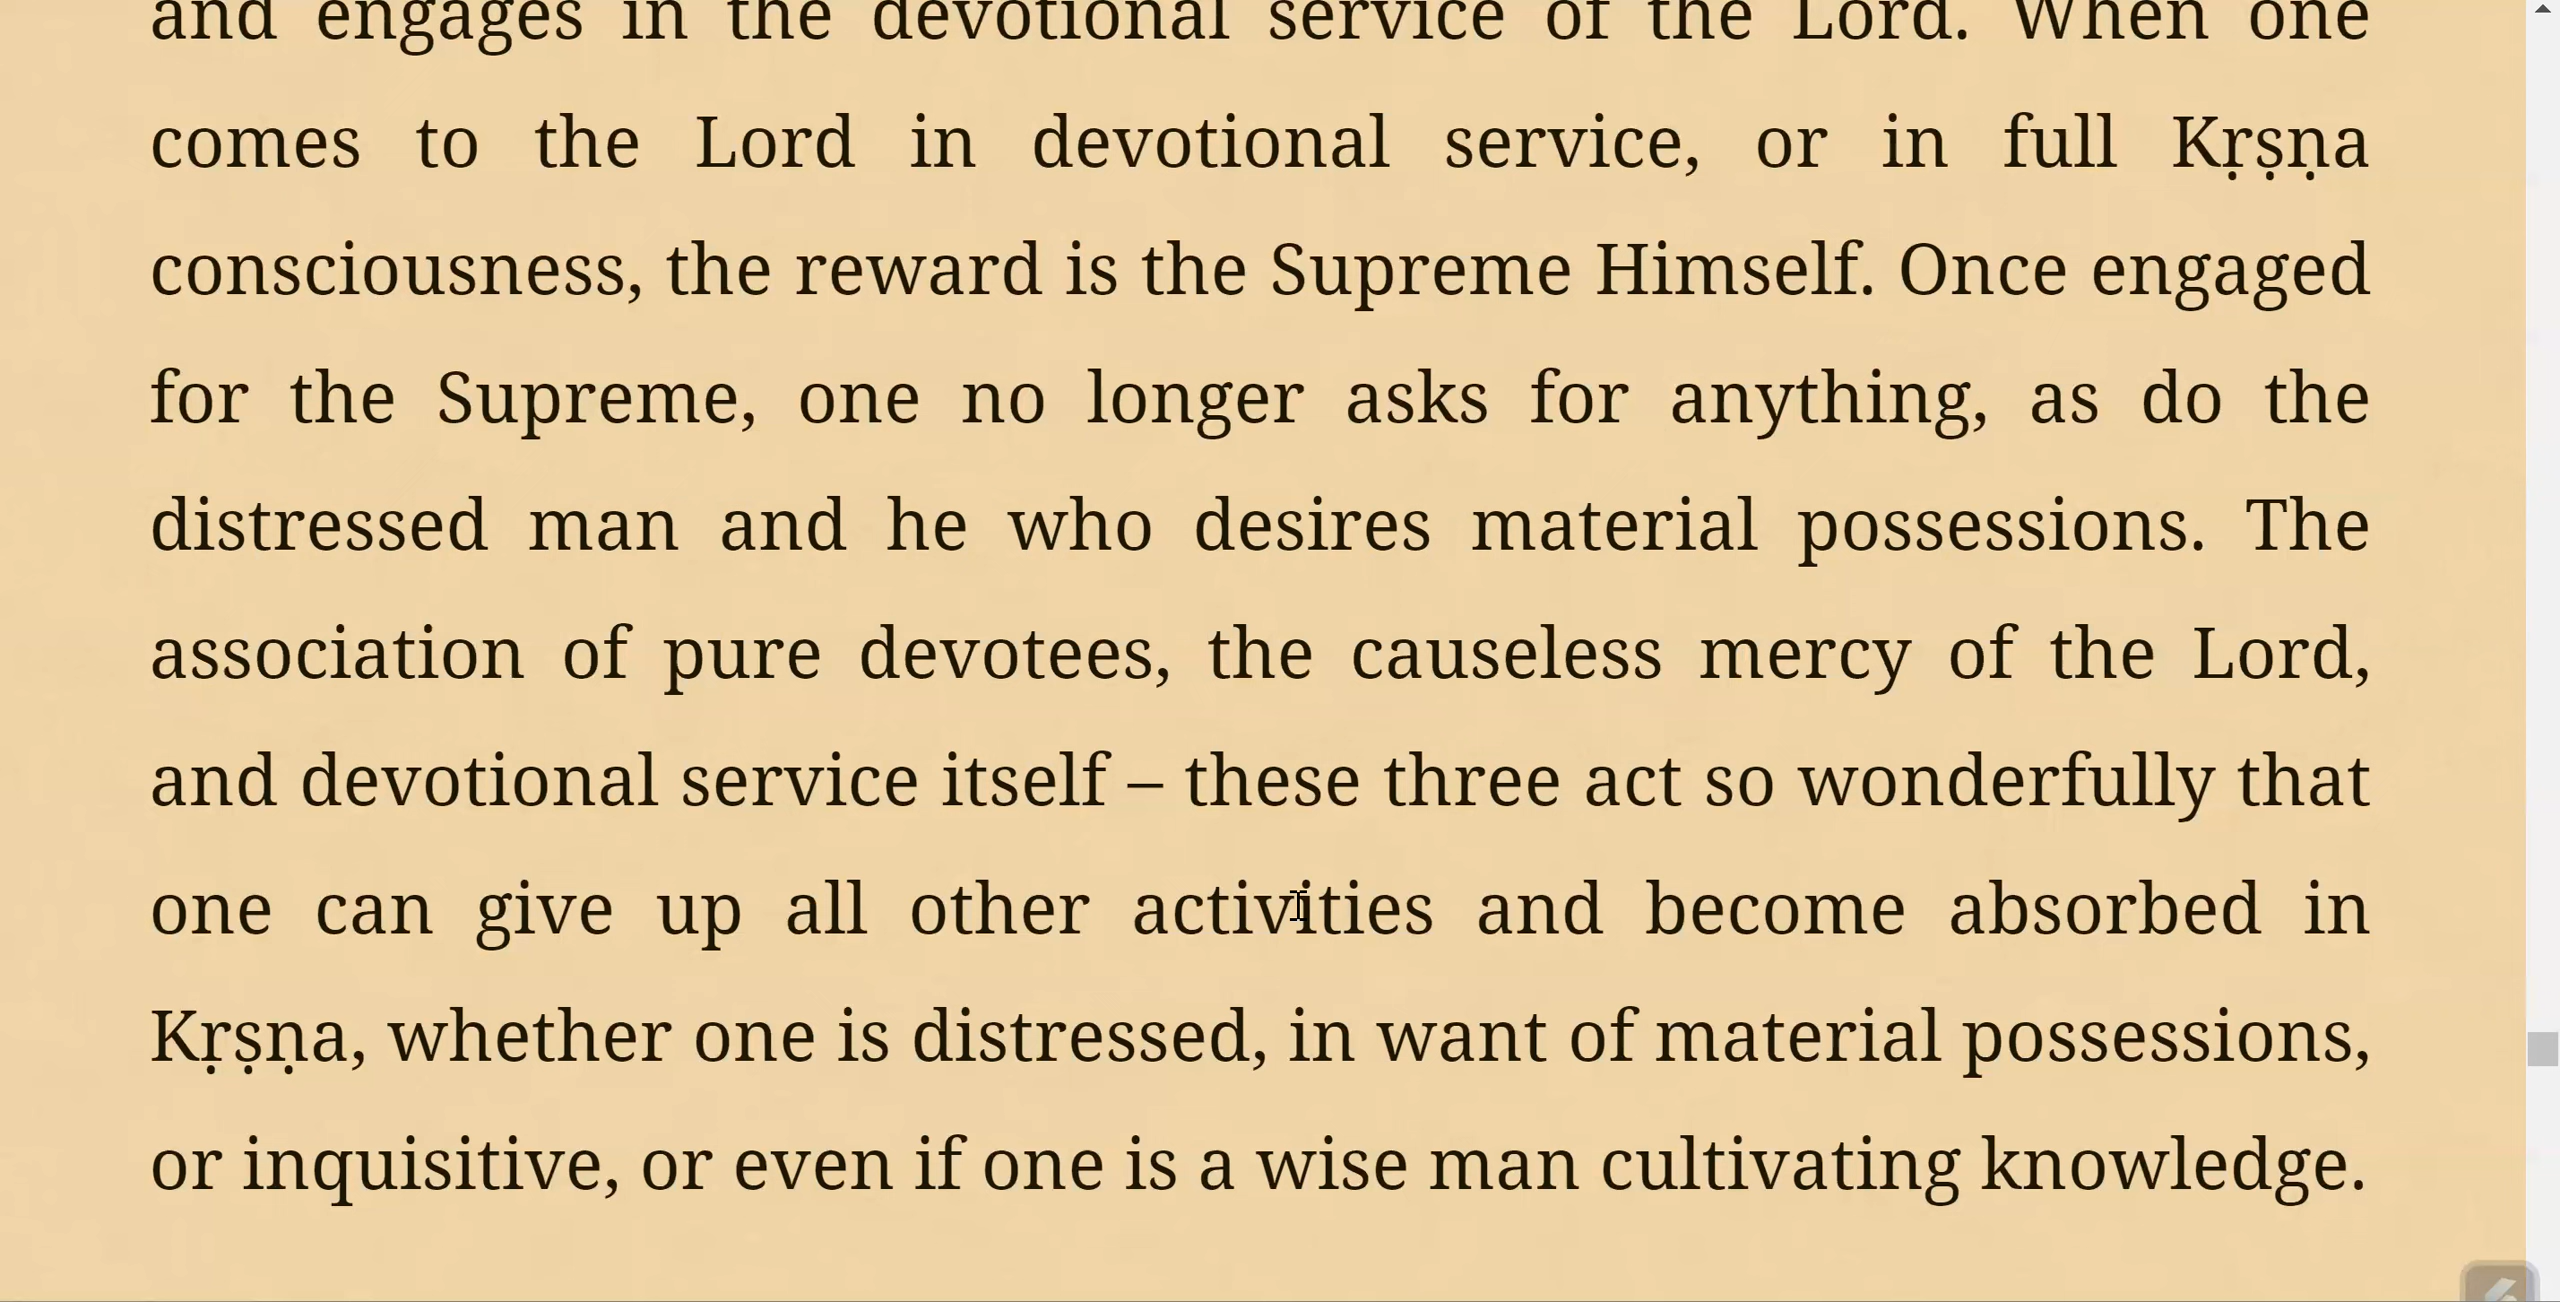 and engages in the devotional service of the Lord. When one
comes to the Lord in devotional service, or in full Kṛṣṇa
consciousness, the reward is the Supreme Himself. Once engaged
for the Supreme, one no longer asks for anything, as do the
distressed man and he who desires material possessions. The
association of pure devotees, the causeless mercy of the Lord,
and devotional service itself – these three act so wonderfully that
one can give up all other activities and become absorbed in
Kṛṣṇa, whether one is distressed, in want of material possessions,
or inquisitive, or even if one is a wise man cultivating knowledge.